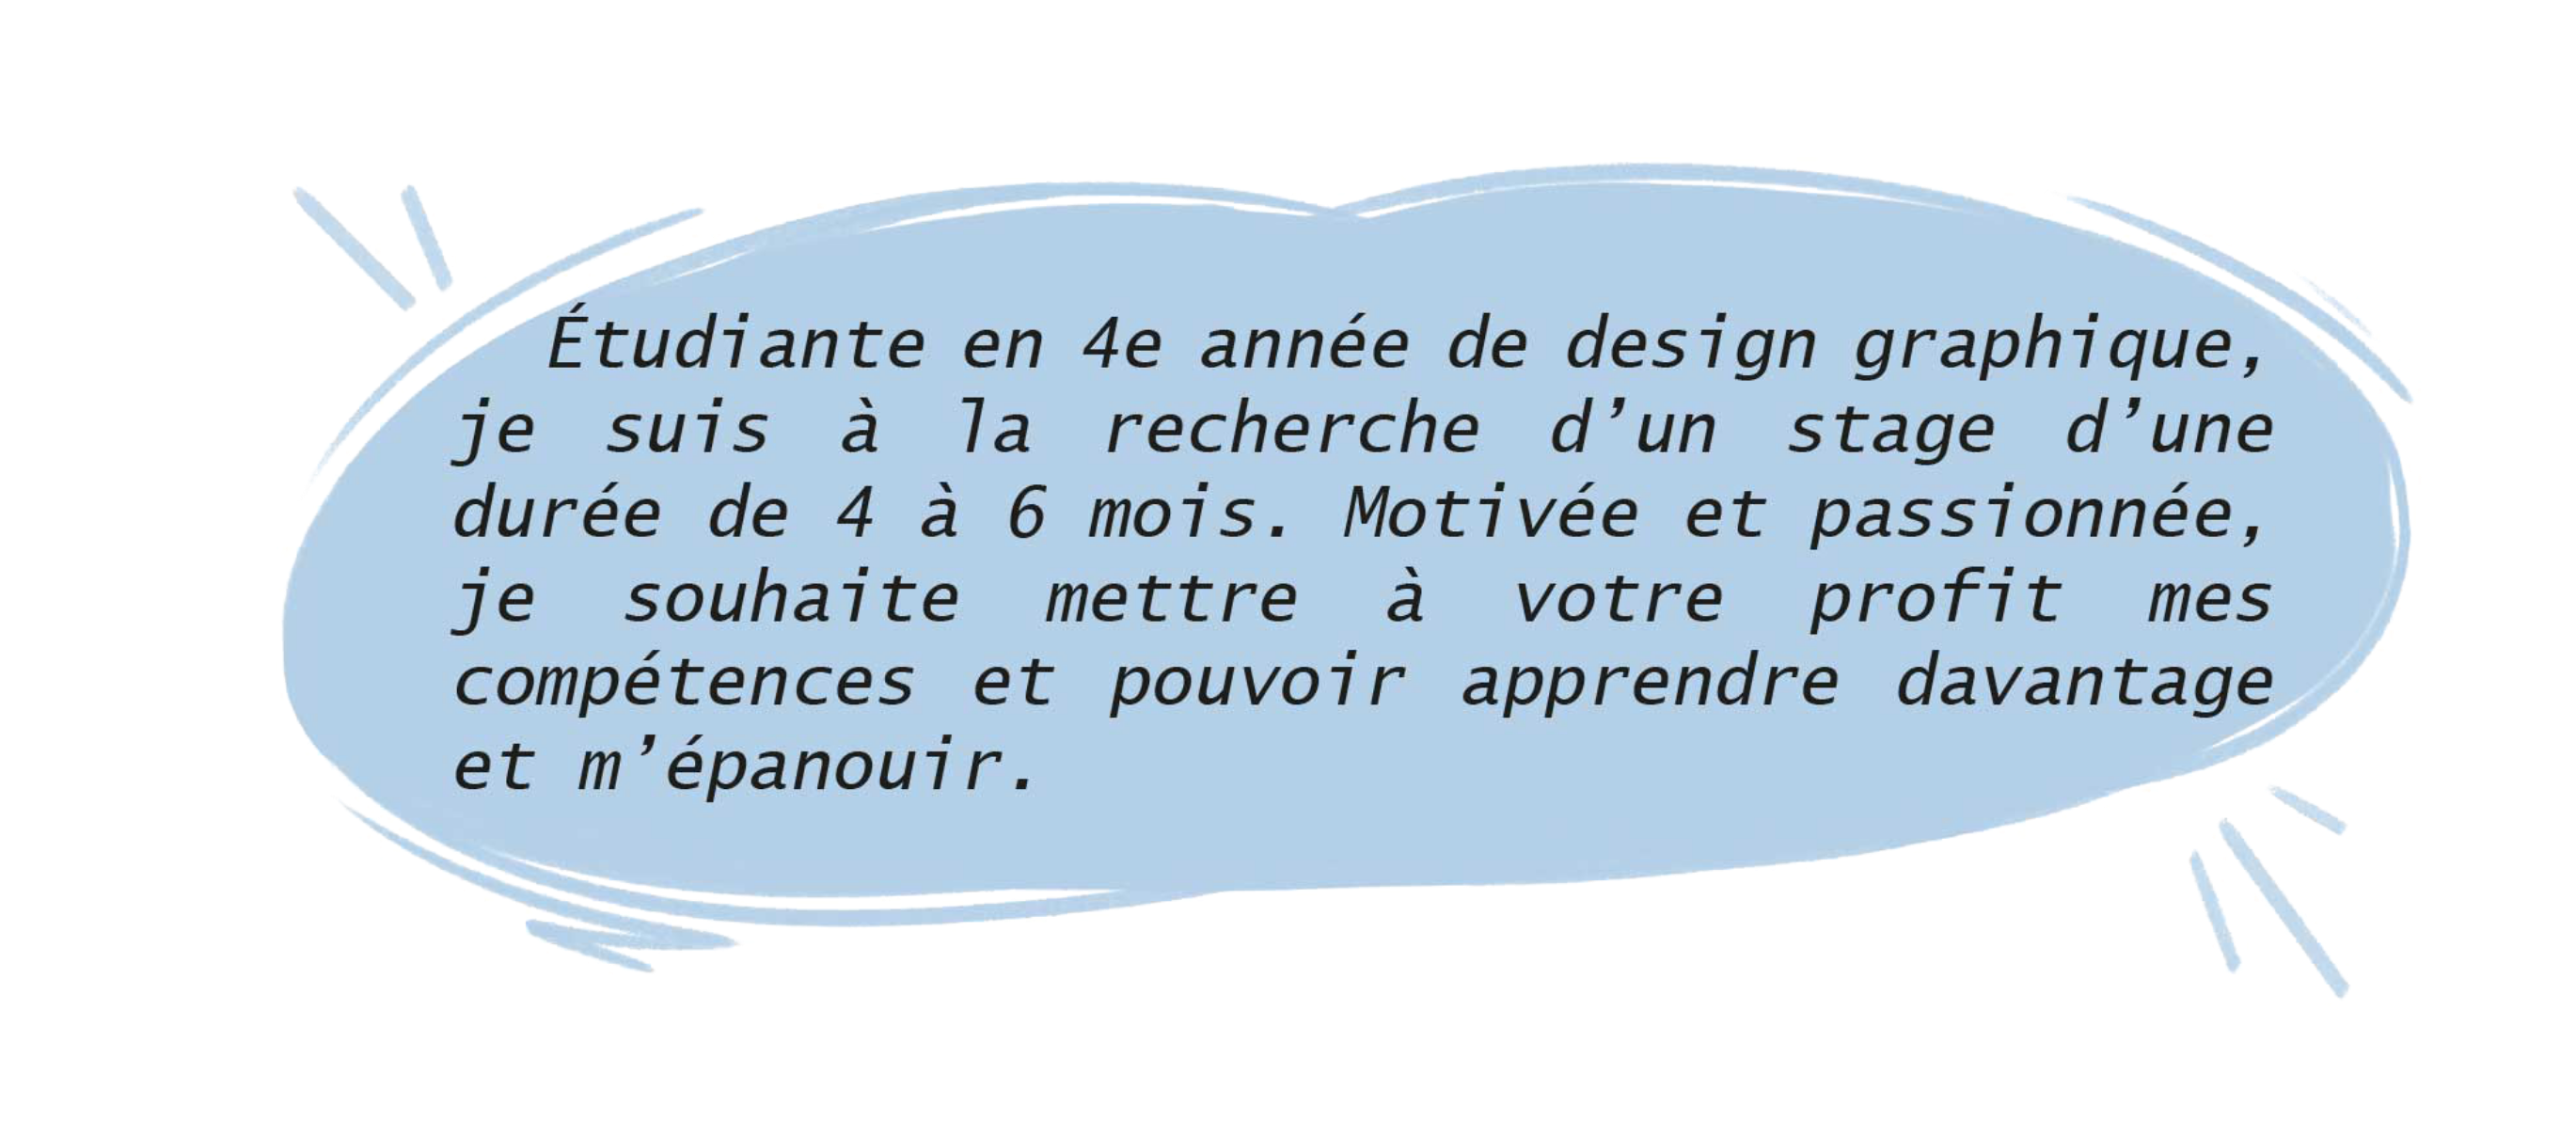 Étudiante en 4e année de design graphique,
je suis à la recherche d’un stage d’une
durée de 4 à 6 mois. Motivée et passionnée,
je souhaite mettre à votre profit mes
compétences et pouvoir apprendre davantage
et m’épanouir.